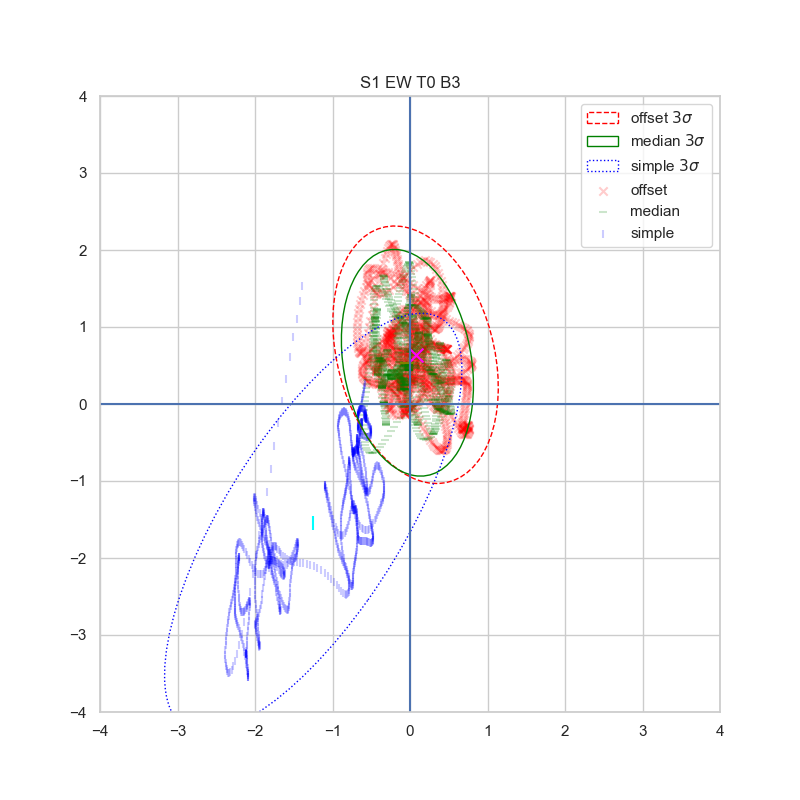 S1 EW T0 B3
offset 3σ
median 3σ
simple 3σ
offset
median
simple
4
3
2
1
0
−1
−2
−3
−4
−4 −3 −2 −1 0 1 2 3 4